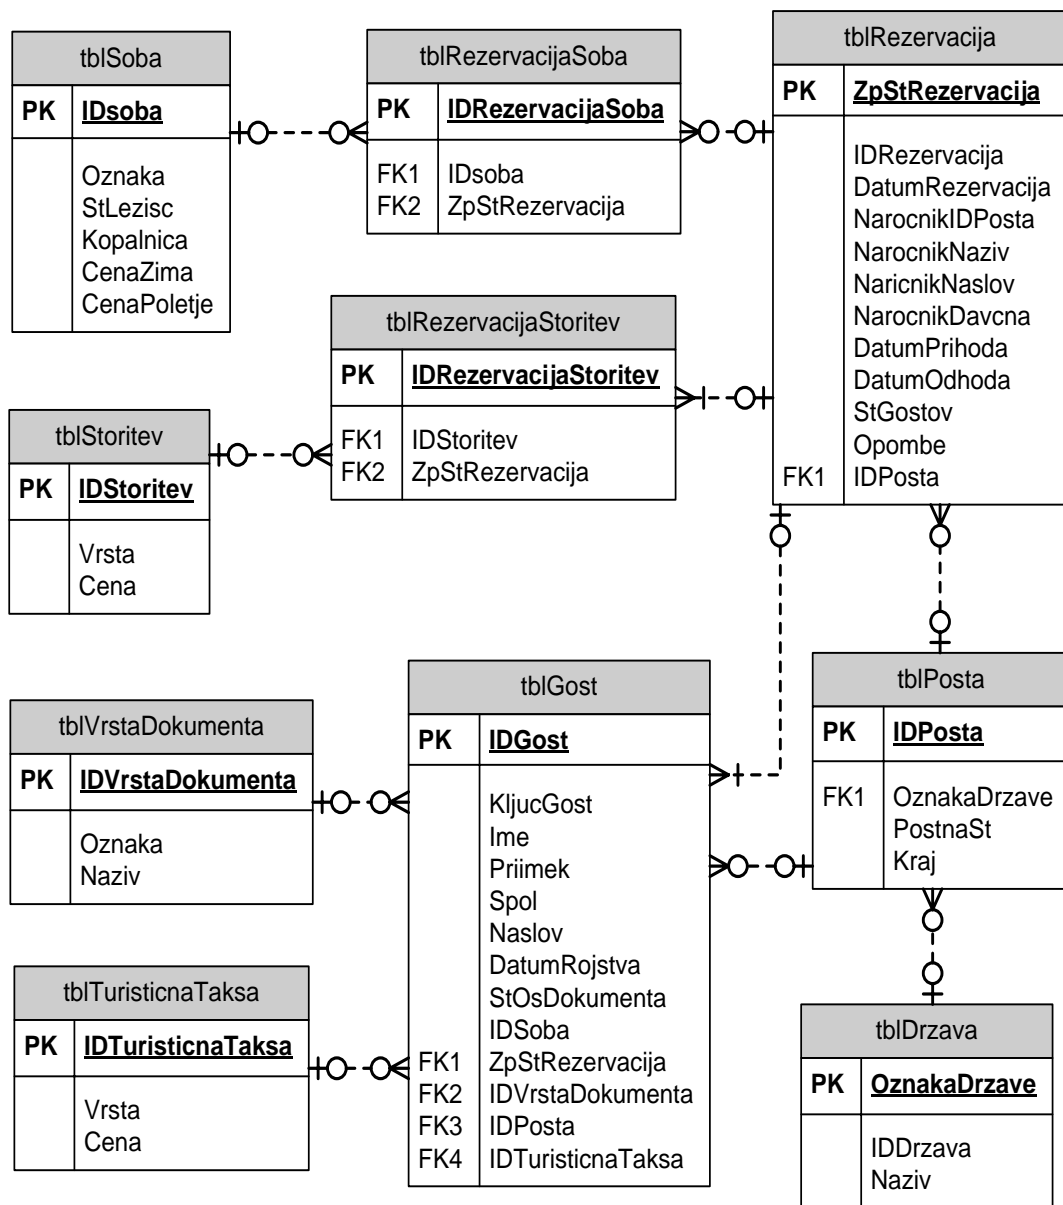 tblSoba
PK IDsoba
Oznaka
StLezisc
Kopalnica
CenaZima
CenaPoletje
tblRezervacijaSoba
PK IDRezervacijaSoba
FK1 IDsoba
FK2 ZpStRezervacija
tblRezervacija
PK ZpStRezervacija
IDRezervacija
DatumRezervacija
NarocnikIDPosta
NarocnikNaziv
NaricnikNaslov
NarocnikDavcna
DatumPrihoda
DatumOdhoda
StGostov
Opombe
FK1 IDPosta
tblRezervacijaStoritev
PK IDRezervacijaStoritev
FK1 IDStoritev
FK2 ZpStRezervacija
tblStoritev
PK IDStoritev
Vrsta
Cena
tblGost
PK IDGost
KljucGost
Ime
Priimek
Spol
Naslov
DatumRojstva
StOsDokumenta
IDSoba
FK1 ZpStRezervacija
FK2 IDVrstaDokumenta
FK3 IDPosta
FK4 IDTuristicnaTaksa
tblPosta
PK IDPosta
FK1 OznakaDrzave
PostnaSt
Kraj
tblVrstaDokumenta
PK IDVrstaDokumenta
Oznaka
Naziv
tblTuristicnaTaksa
PK IDTuristicnaTaksa
Vrsta
Cena
tblDrzava
PK OznakaDrzave
IDDrzava
Naziv